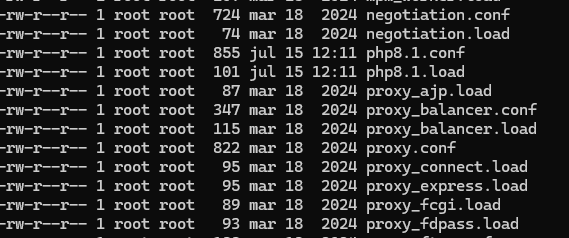 -rw-r--r-- 1 root root   724 mar 18  2024 negotiation.conf
-rw-r--r-- 1 root root    74 mar 18  2024 negotiation.load
-rw-r--r-- 1 root root   855 jul 15 12:11 php8.1.conf
-rw-r--r-- 1 root root   101 jul 15 12:11 php8.1.load
-rw-r--r-- 1 root root    87 mar 18  2024 proxy_ajp.load
-rw-r--r-- 1 root root   347 mar 18  2024 proxy_balancer.conf
-rw-r--r-- 1 root root   115 mar 18  2024 proxy_balancer.load
-rw-r--r-- 1 root root   822 mar 18  2024 proxy.conf
-rw-r--r-- 1 root root    95 mar 18  2024 proxy_connect.load
-rw-r--r-- 1 root root    95 mar 18  2024 proxy_express.load
-rw-r--r-- 1 root root    89 mar 18  2024 proxy_fcgi.load
-rw-r--r-- 1 root root    93 mar 18  2024 proxy_fdpass.load